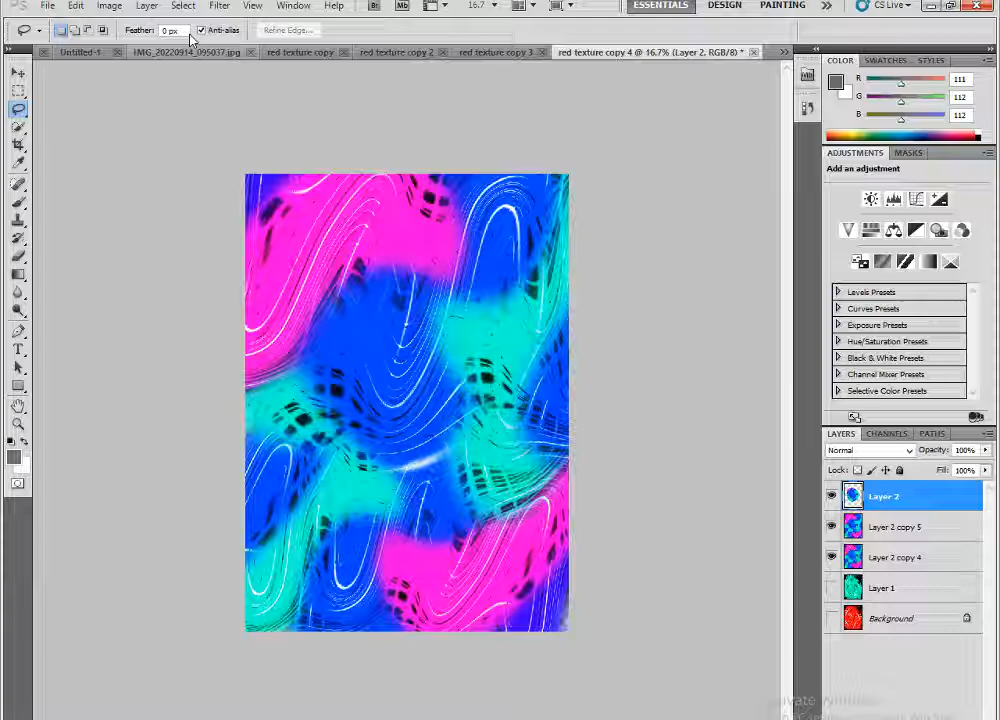 PS File Edit Image Layer Select Filter View Window Help Br Mb 16.7 ESSENTIALS DESIGN PAINTING CS Live
Feather: 0 px Anti-alias Refine Edge...
Untitled-1 IMG_20220914_095037.jpg red texture copy red texture copy 2 red texture copy 3 red texture copy 4 @ 16.7% (Layer 2, RGB/8) *
COLOR SWATCHES STYLES
R 111
G 112
B 112
ADJUSTMENTS MASKS
Add an adjustment
Levels Presets
Curves Presets
Exposure Presets
Hue/Saturation Presets
Black & White Presets
Channel Mixer Presets
Selective Color Presets
LAYERS CHANNELS PATHS
Normal Opacity: 100%
Lock: Fill: 100%
Layer 2
Layer 2 copy 5
Layer 2 copy 4
Layer 1
Background